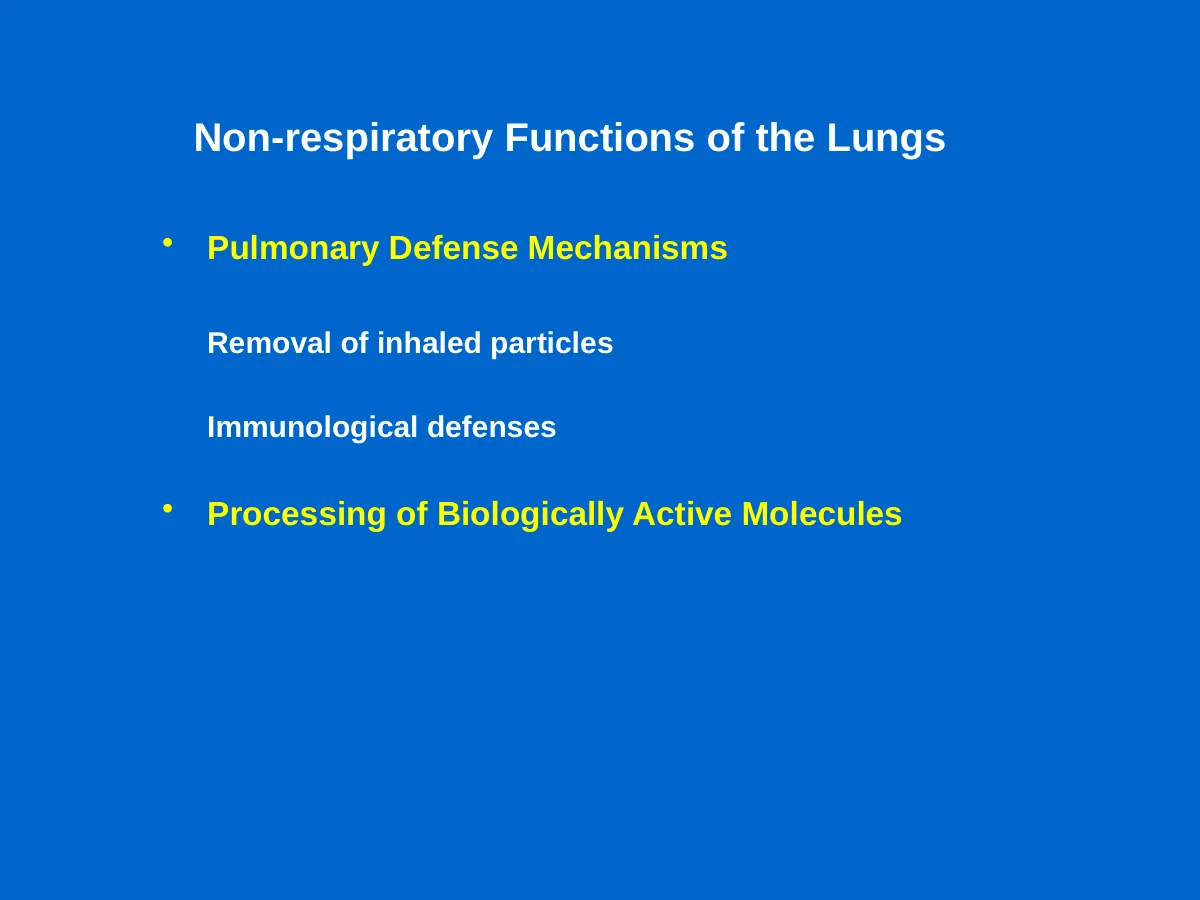 Non-respiratory Functions of the Lungs
• Pulmonary Defense Mechanisms
Removal of inhaled particles
Immunological defenses
• Processing of Biologically Active Molecules